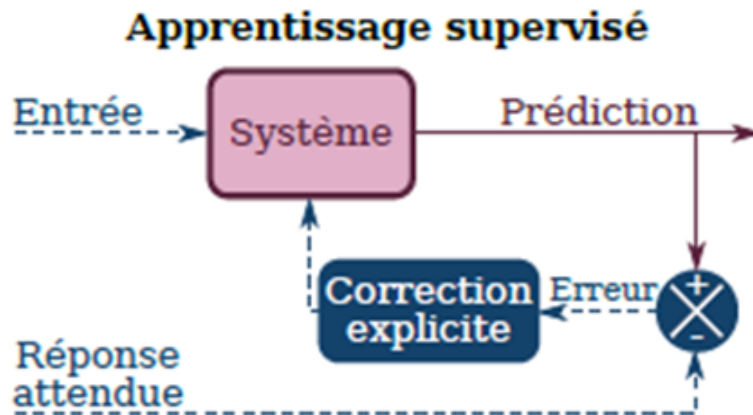 Apprentissage supervisé
Entrée
Système
Prédiction
+
-
Erreur
Correction
explicite
Réponse
attendue